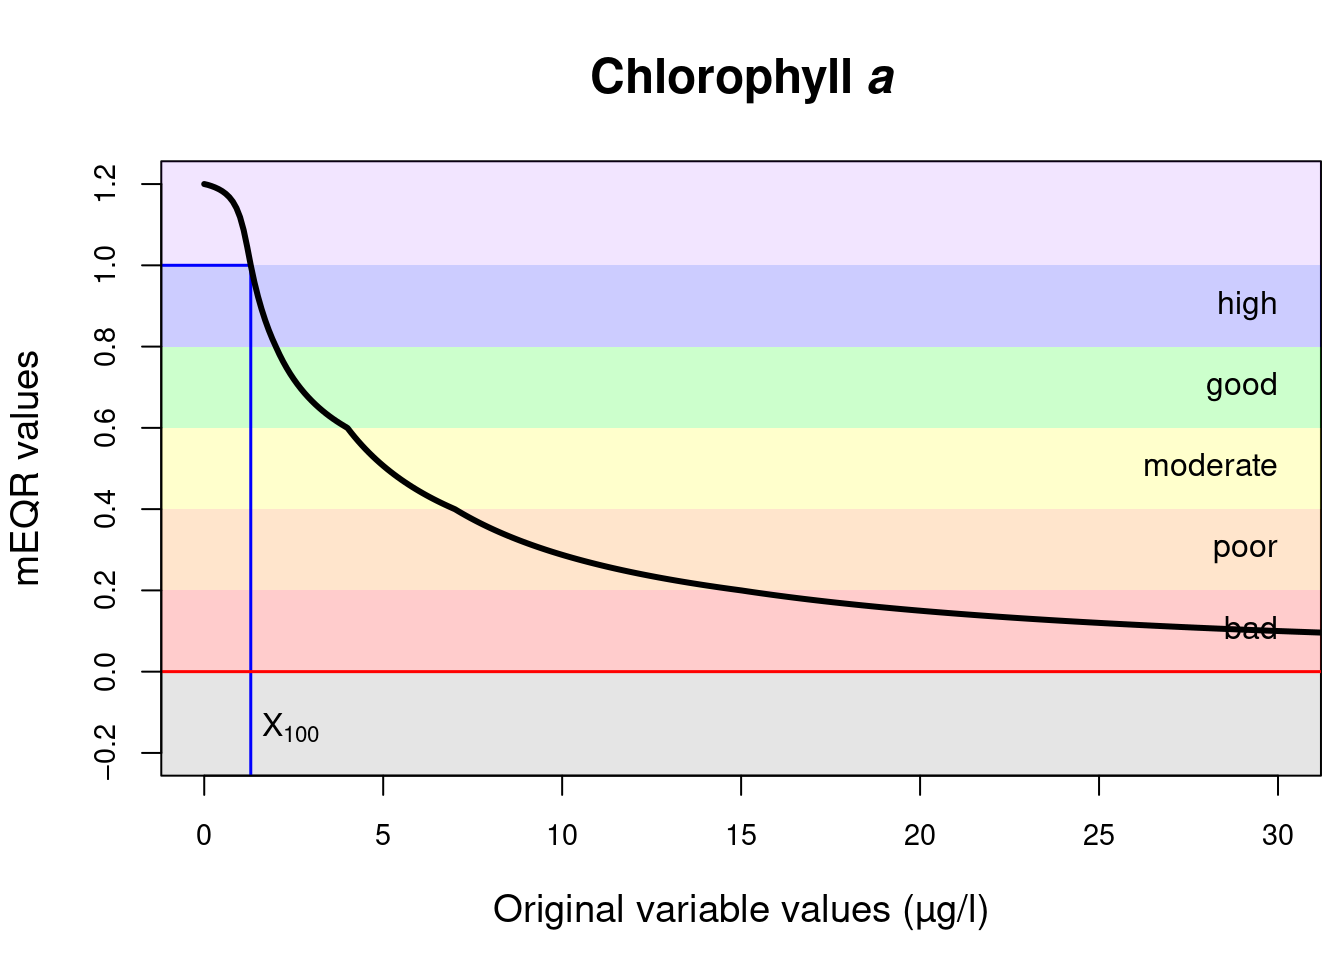 Chlorophyll a
1.2
1.0
0.8
0.6
0.4
0.2
0.0
−0.2
mEQR values
high
good
moderate
poor
bad
X₁₀₀
0 5 10 15 20 25 30
Original variable values (µg/l)